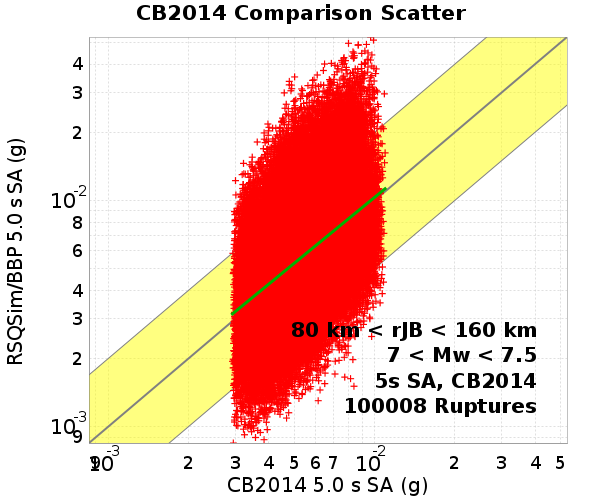 CB2014 Comparison Scatter
RSQSim/BBP 5.0 s SA (g)
4
3
2
10-2
8
6
4
3
2
10-3
9
80 km < rJB < 160 km
7 < Mw < 7.5
5s SA, CB2014
100008 Ruptures
9 10-3 2 3 4 5 6 7 10-2 2 3 4 5
CB2014 5.0 s SA (g)